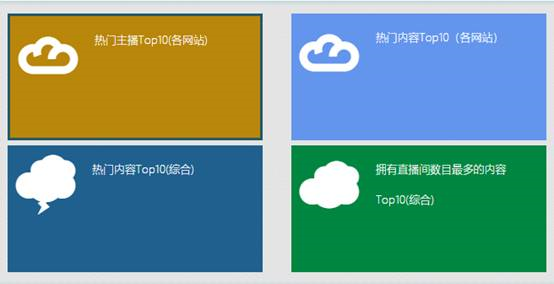 热门主播Top10(各网站)
热门内容Top10（各网站）
热门内容Top10(综合)
拥有直播间数目最多的内容
Top10(综合)